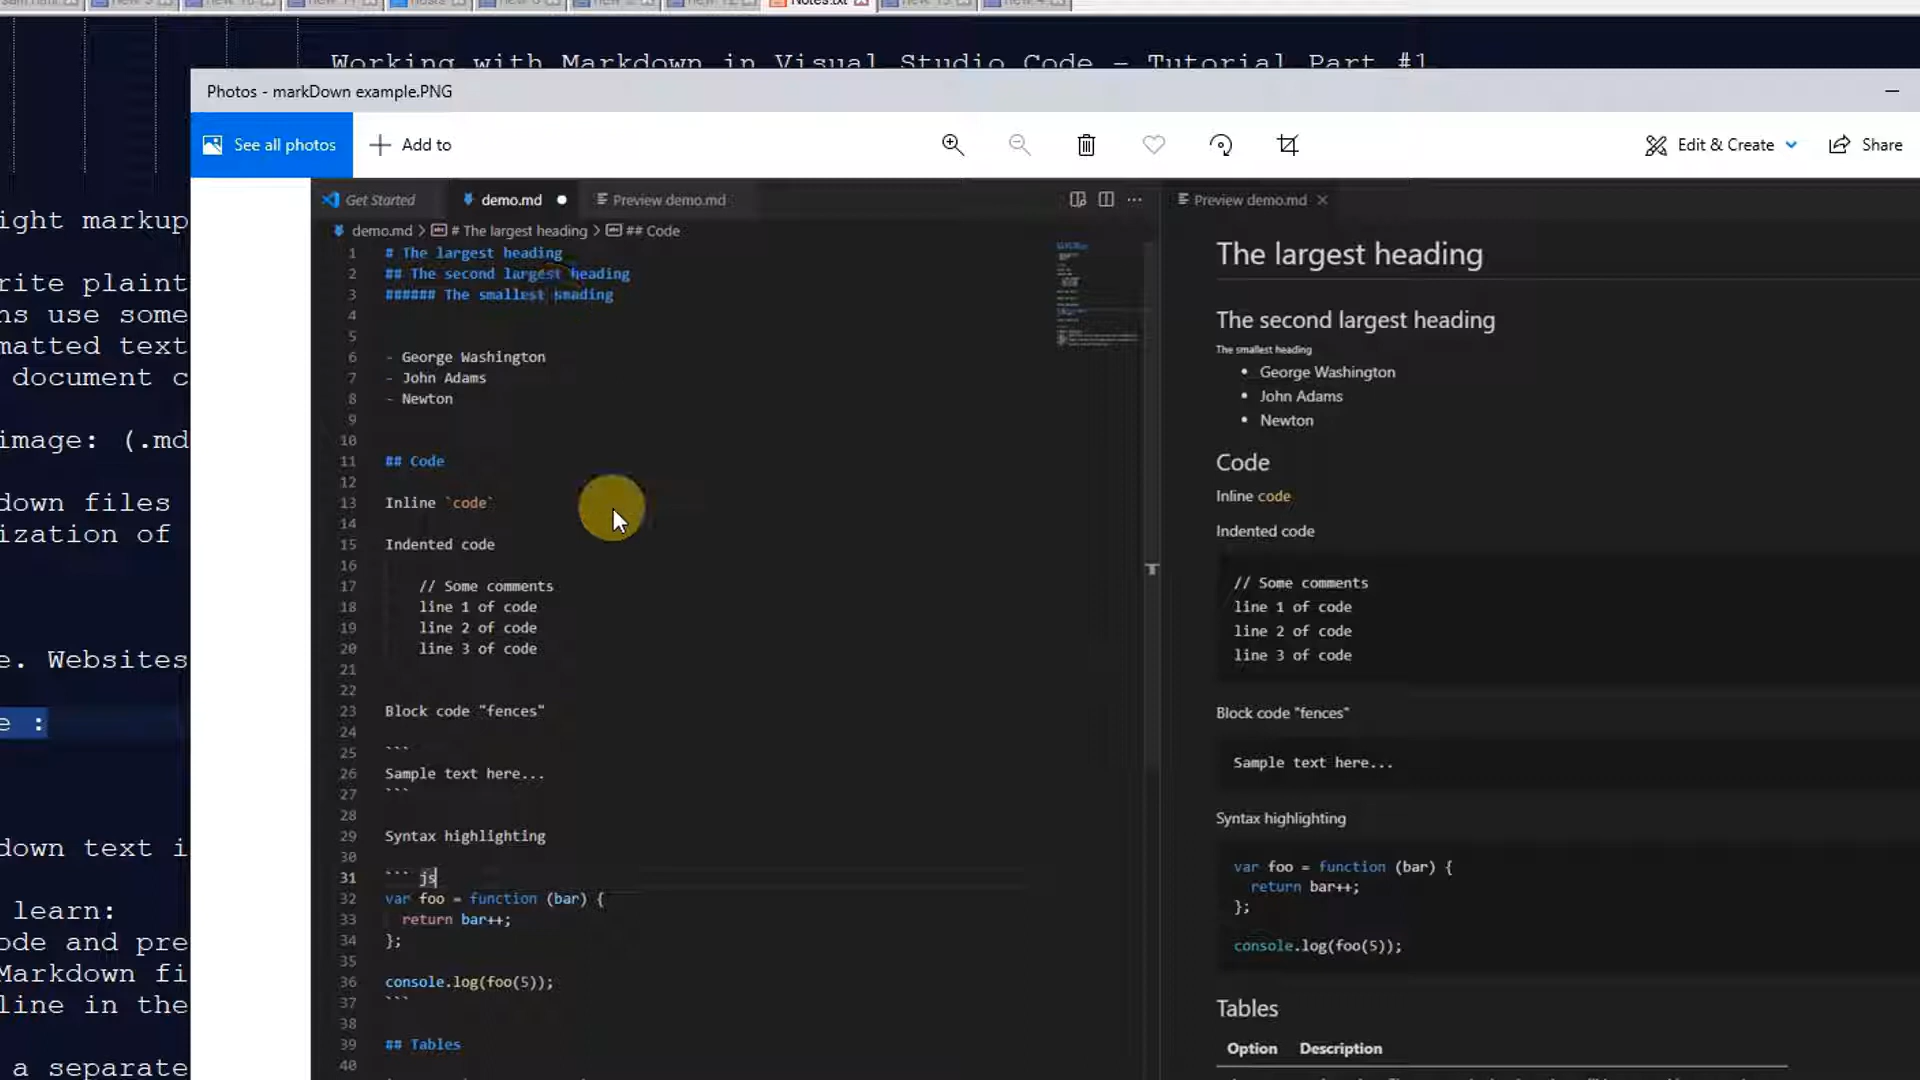 Notes.txt
Working with Markdown in Visual Studio Code - Tutorial Part #1
Photos - markDown example.PNG
See all photos
Add to
Edit & Create
Share
ight markup
rite plaint
ns use some
matted text
document c
image: (.md
down files
ization of
e. Websites
e :
down text i
learn:
ode and pre
Markdown fi
line in the
a separate
Get Started
demo.md
Preview demo.md
demo.md > # The largest heading > ## Code
1 # The largest heading
2 ## The second largest heading
3 ###### The smallest
4
5
6 - George Washington
7 - John Adams
8 - Newton
9
10
11 ## Code
12
13 Inline `code`
14
15 Indented code
16
17 // Some comments
18 line 1 of code
19 line 2 of code
20 line 3 of code
21
22
23 Block code "fences"
24
25 ```
26 Sample text here...
27 ```
28
29 Syntax highlighting
30
31 ``` js
32 var foo = function (bar) {
33 return bar++;
34 };
35
36 console.log(foo(5));
37 ```
38
39 ## Tables
40
Preview demo.md
The largest heading
The second largest heading
The smallest heading
• George Washington
• John Adams
• Newton
Code
Inline code
Indented code
// Some comments
line 1 of code
line 2 of code
line 3 of code
Block code "fences"
Sample text here...
Syntax highlighting
var foo = function (bar) {
return bar++;
};
console.log(foo(5));
Tables
Option Description